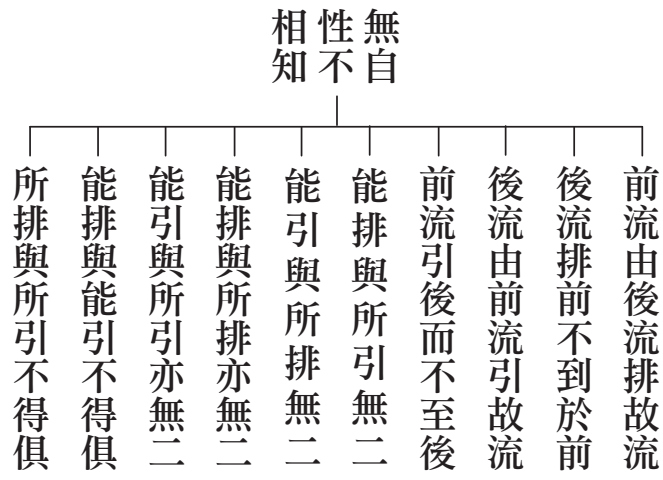 無自
性不
相知
前流由後流排故流
後流排前不到於前
後流由前流引故流
前流引後而不至後
能排與所引無二
能引與所排無二
能排與所排亦無二
能引與所引亦無二
能排與能引不得俱
所排與所引不得俱